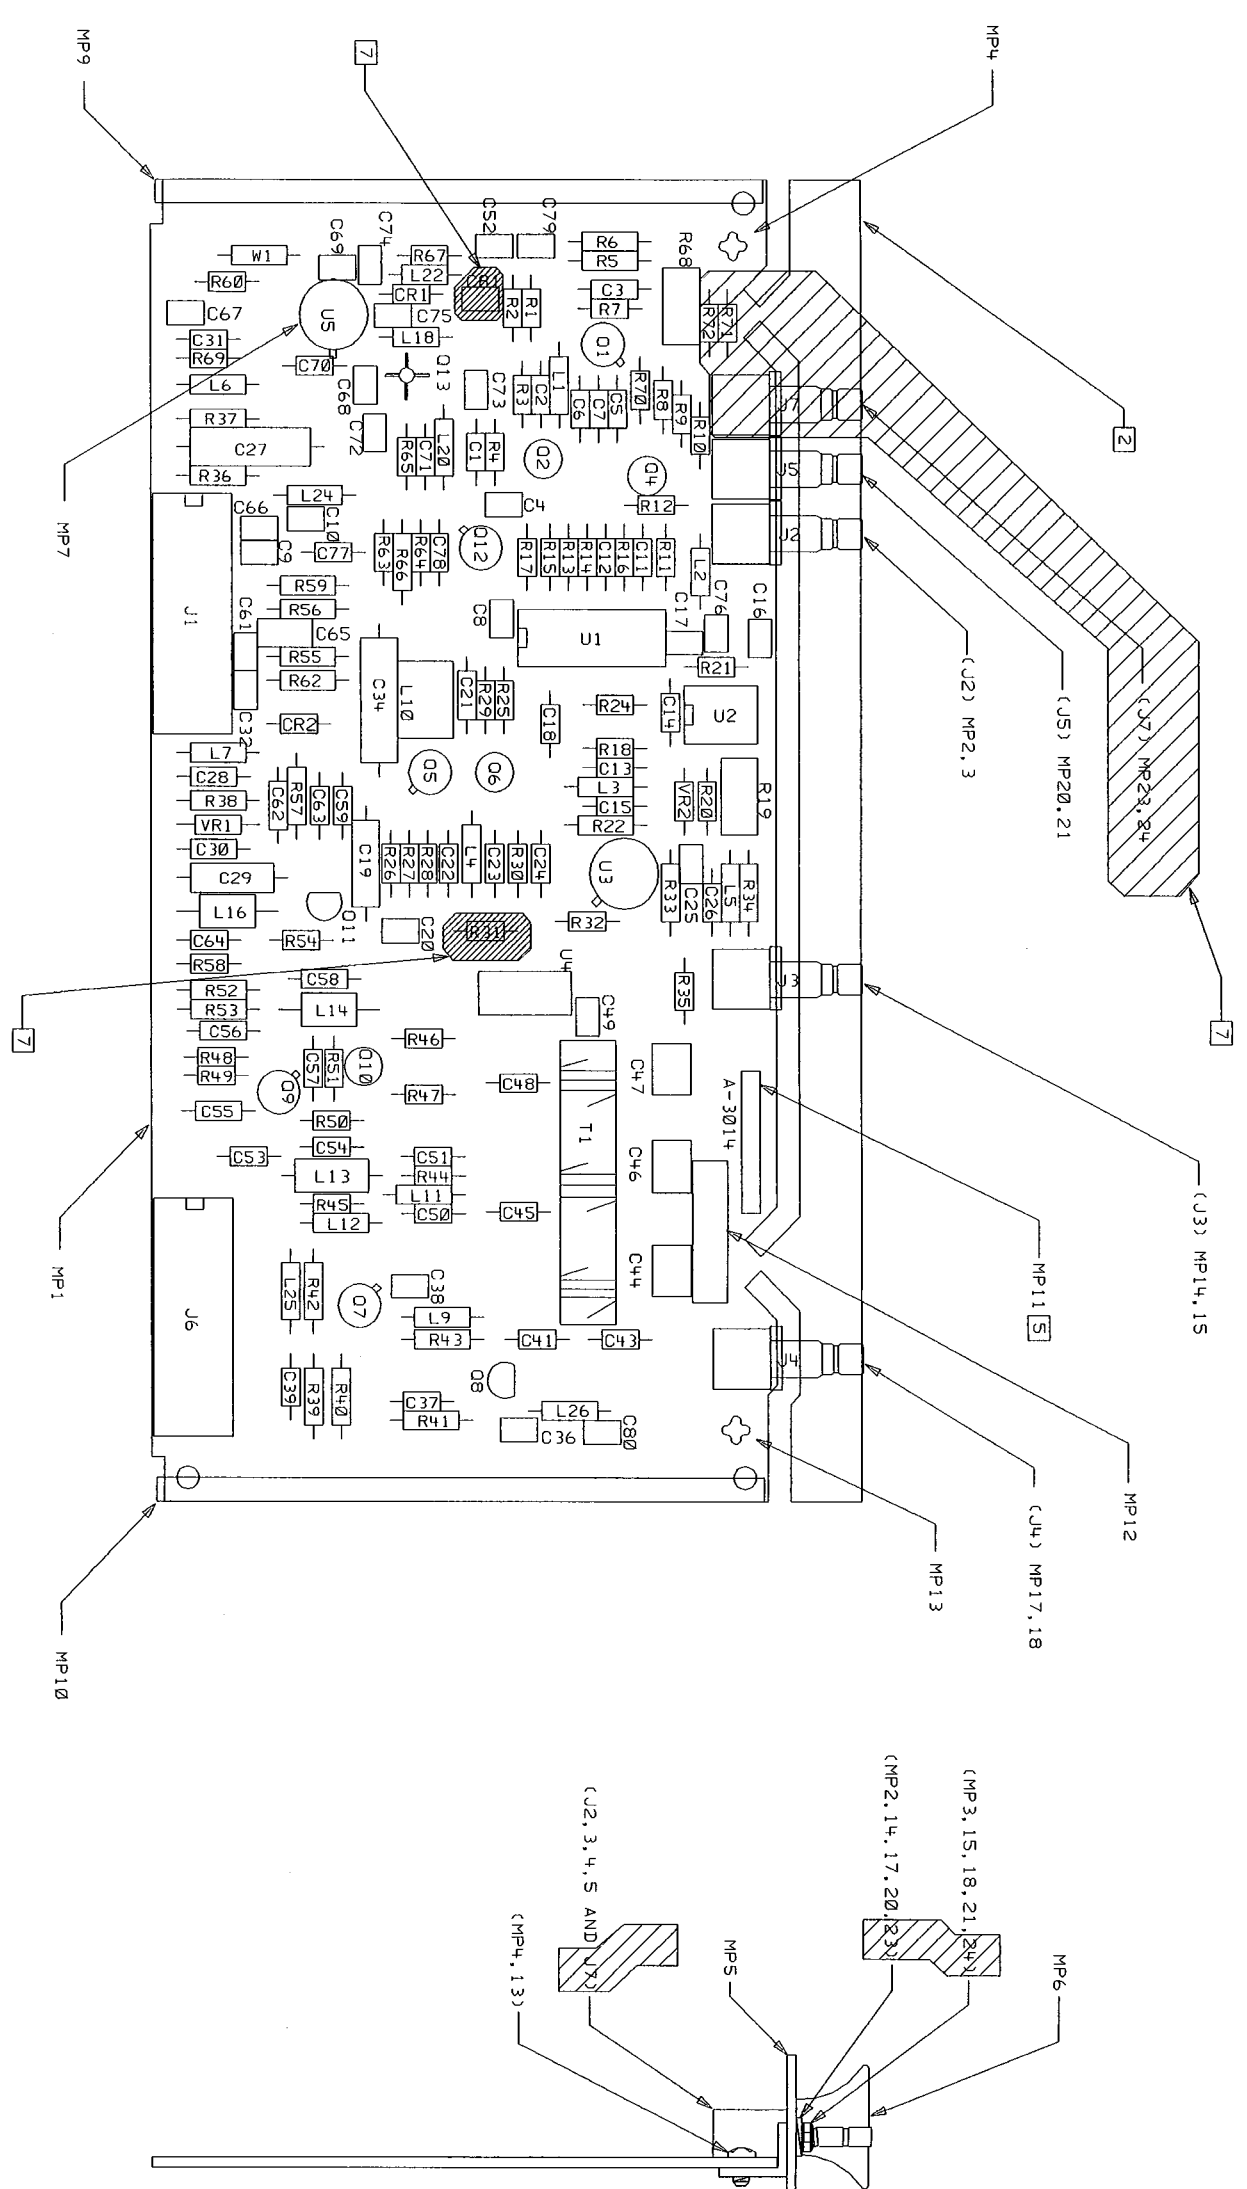 MP9
7
MP4
2
7
(J7) MP23,24
(J5) MP20,21
(J2) MP2,3
(J3) MP14,15
MP11 5
(J4) MP17,18
MP12
MP13
MP7
7
MP1
MP10
C52
C79
R6
R5
R68
C74
C69
W1
R60
R67
L22
CR1
C75
L18
U5
C67
C31
R69
L6
C70
R2
R1
C3
R7
Q1
R72
R71
J7
Q13
C68
C73
R3
C2
L1
C6
C7
C5
R70
R8
R9
R10
R37
C27
R36
C72
R65
C71
L20
C1
R4
Q2
Q4
J5
L24
C10
C66
C9
C77
C4
R12
J2
R63
R66
R64
C78
Q12
R17
R15
R13
R14
C12
R16
C11
R11
L2
C76
C16
J1
R59
R56
C61
C65
R55
R62
C8
U1
C17
R21
C34
L10
C21
R29
R25
C18
R24
C14
U2
C32
CR2
L7
C28
R38
VR1
C30
C29
L16
C64
R58
R52
R53
C56
R48
R49
C55
C62
R57
C63
C59
Q5
Q6
R18
C13
L3
C15
R22
VR2
R20
R19
C19
R26
R27
R28
C22
L4
C23
R30
C24
U3
R33
C25
C26
L5
R34
Q11
R54
C20
R31
R32
C58
L14
U4
C49
R35
J3
R46
C57
R51
Q10
Q9
R47
C48
C47
A-3014
R50
C54
C53
L13
C51
R44
L11
C50
R45
L12
T1
C46
C45
C44
J6
L25
R42
Q7
C38
L9
R43
C41
C43
J4
C39
R39
R40
Q8
C37
R41
L26
C36
C80
(MP3,15,18,21,24)
(MP2,14,17,20,23)
MP6
MP5
(J2,3,4,5 AND J7)
(MP4,13)